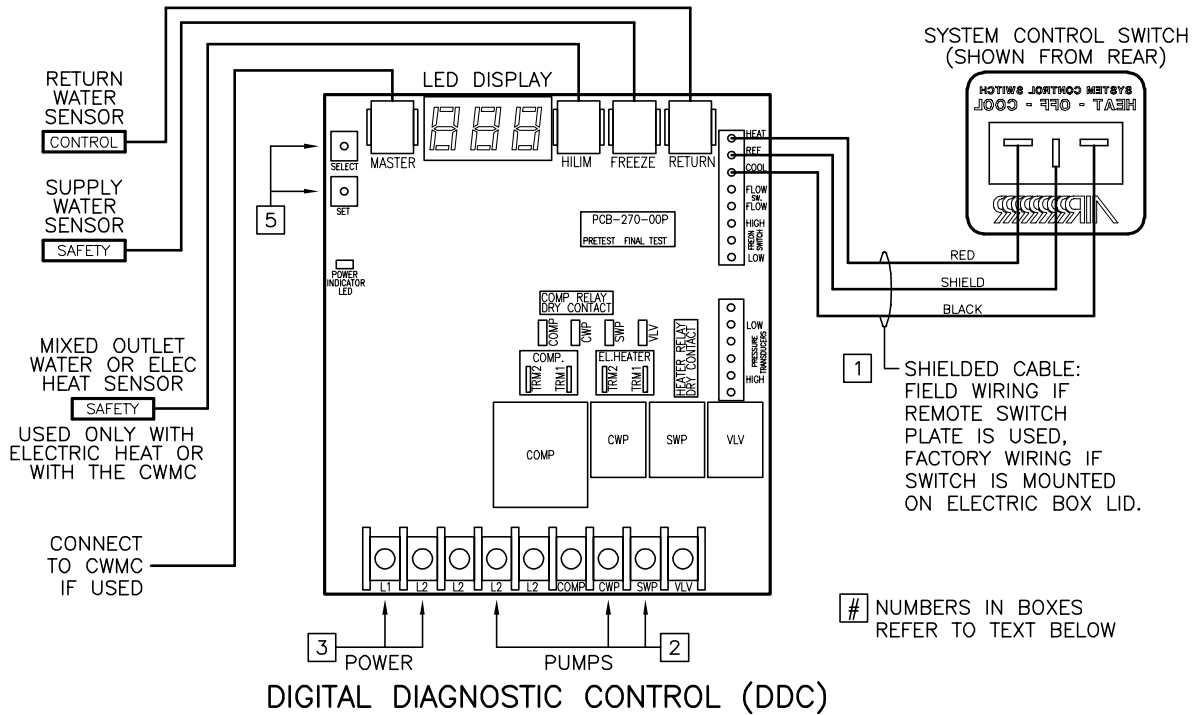 SYSTEM CONTROL SWITCH
(SHOWN FROM REAR)
SYSTEM CONTROL SWITCH
HEAT - OFF - COOL
RED
SHIELD
BLACK
1
SHIELDED CABLE:
FIELD WIRING IF
REMOTE SWITCH
PLATE IS USED,
FACTORY WIRING IF
SWITCH IS MOUNTED
ON ELECTRIC BOX LID.
# NUMBERS IN BOXES
REFER TO TEXT BELOW
RETURN
WATER
SENSOR
CONTROL
SUPPLY
WATER
SENSOR
SAFETY
MIXED OUTLET
WATER OR ELEC
HEAT SENSOR
SAFETY
USED ONLY WITH
ELECTRIC HEAT OR
WITH THE CWMC
CONNECT
TO CWMC
IF USED
5
LED DISPLAY
888
MASTER
HILIM
FREEZE
RETURN
SELECT
SET
POWER
INDICATOR
LED
HEAT
REF
COOL
FLOW
SW.
FLOW
HIGH
FREON
SWITCH
LOW
PCB-270-00P
PRETEST FINAL TEST
COMP RELAY
DRY CONTACT
COMP
CWP
SWP
VLV
COMP.
TRM2
TRM1
EL.HEATER
TRM2
TRM1
HEATER RELAY
DRY CONTACT
LOW
PRESSURE
TRANSDUCERS
HIGH
COMP
CWP
SWP
VLV
L1
L2
L2
L2
L2
COMP
CWP
SWP
VLV
3
POWER
PUMPS
2
DIGITAL DIAGNOSTIC CONTROL (DDC)